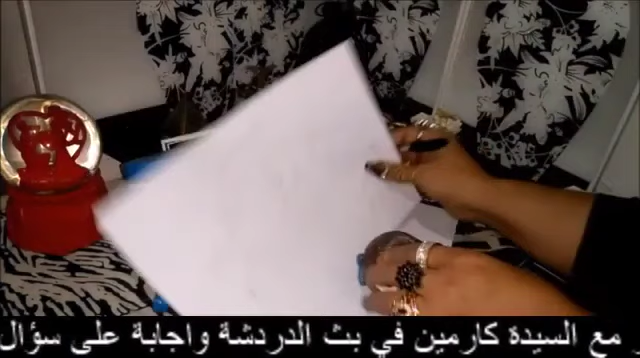 مع السيدة كارمين في بث الدردشة واجابة على سؤال